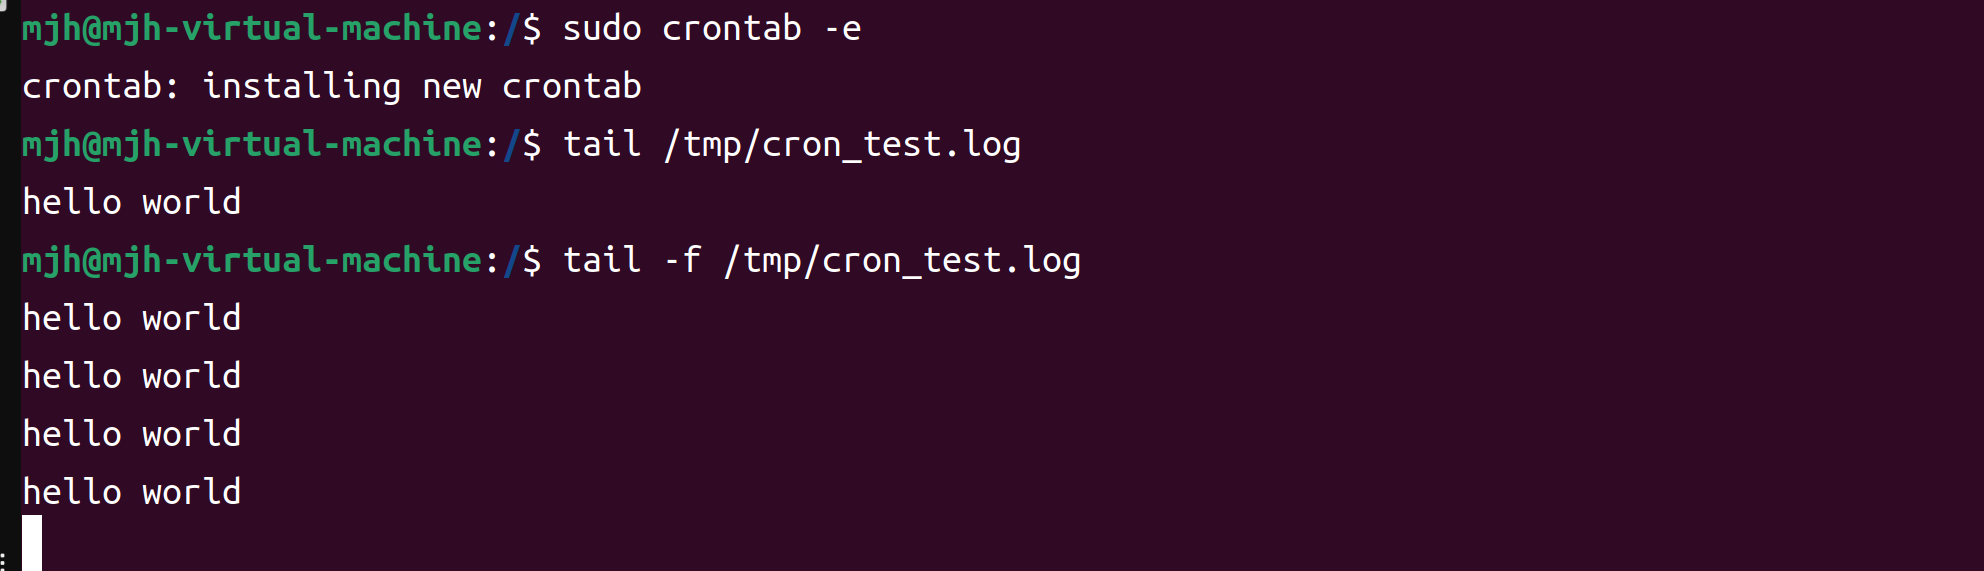 mjh@mjh-virtual-machine:/$ sudo crontab -e
crontab: installing new crontab
mjh@mjh-virtual-machine:/$ tail /tmp/cron_test.log
hello world
mjh@mjh-virtual-machine:/$ tail -f /tmp/cron_test.log
hello world
hello world
hello world
hello world